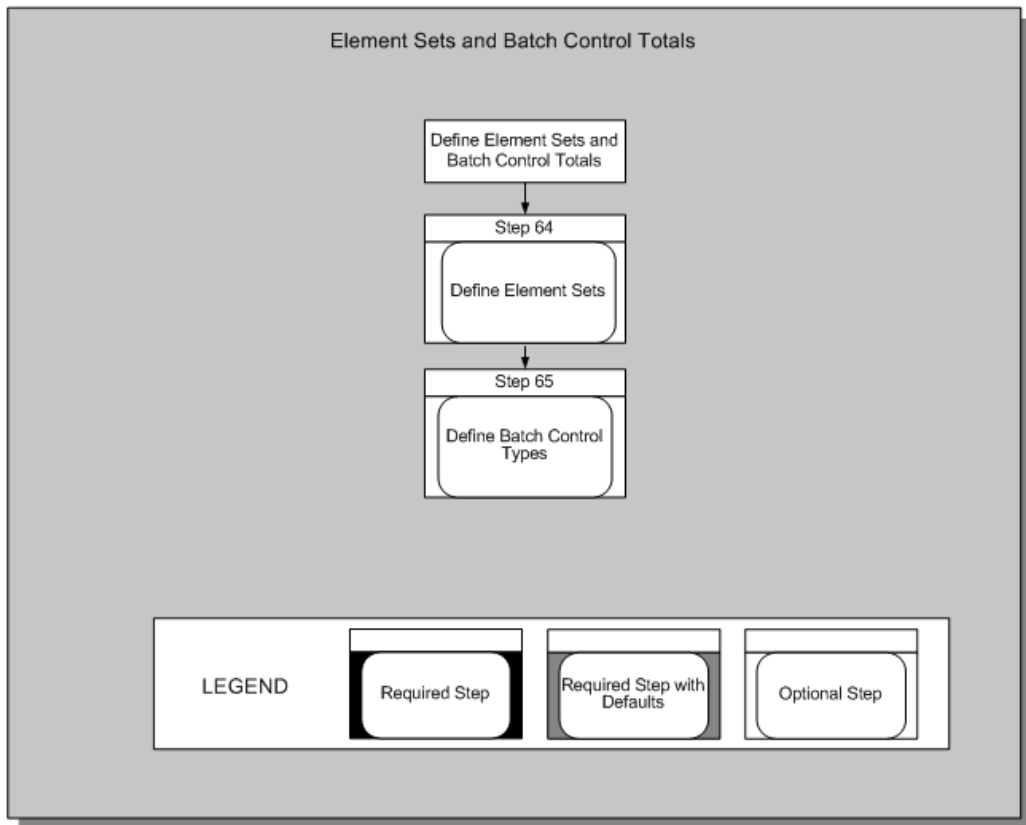 Element Sets and Batch Control Totals
Define Element Sets and
Batch Control Totals
Step 64
Define Element Sets
Step 65
Define Batch Control
Types
LEGEND
Required Step
Required Step with
Defaults
Optional Step